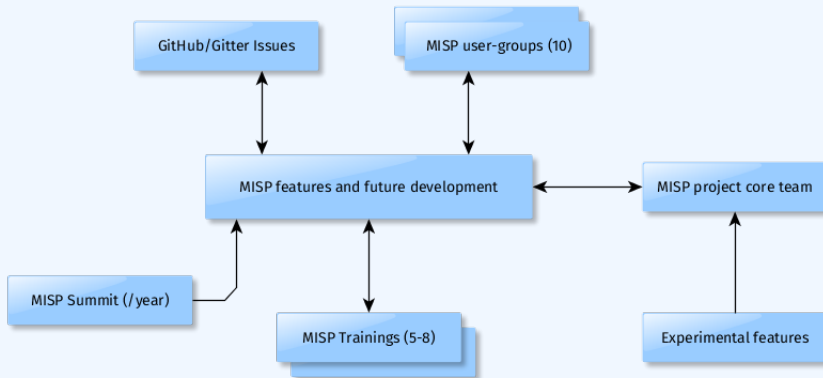 GitHub/Gitter Issues
MISP user-groups (10)
MISP features and future development
MISP project core team
MISP Summit (/year)
MISP Trainings (5-8)
Experimental features